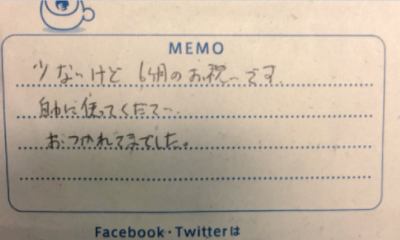 MEMO
少ないけど 6ヶ月のお祝いです。
自由に使ってください。
おつかれさまでした。
Facebook・Twitterは